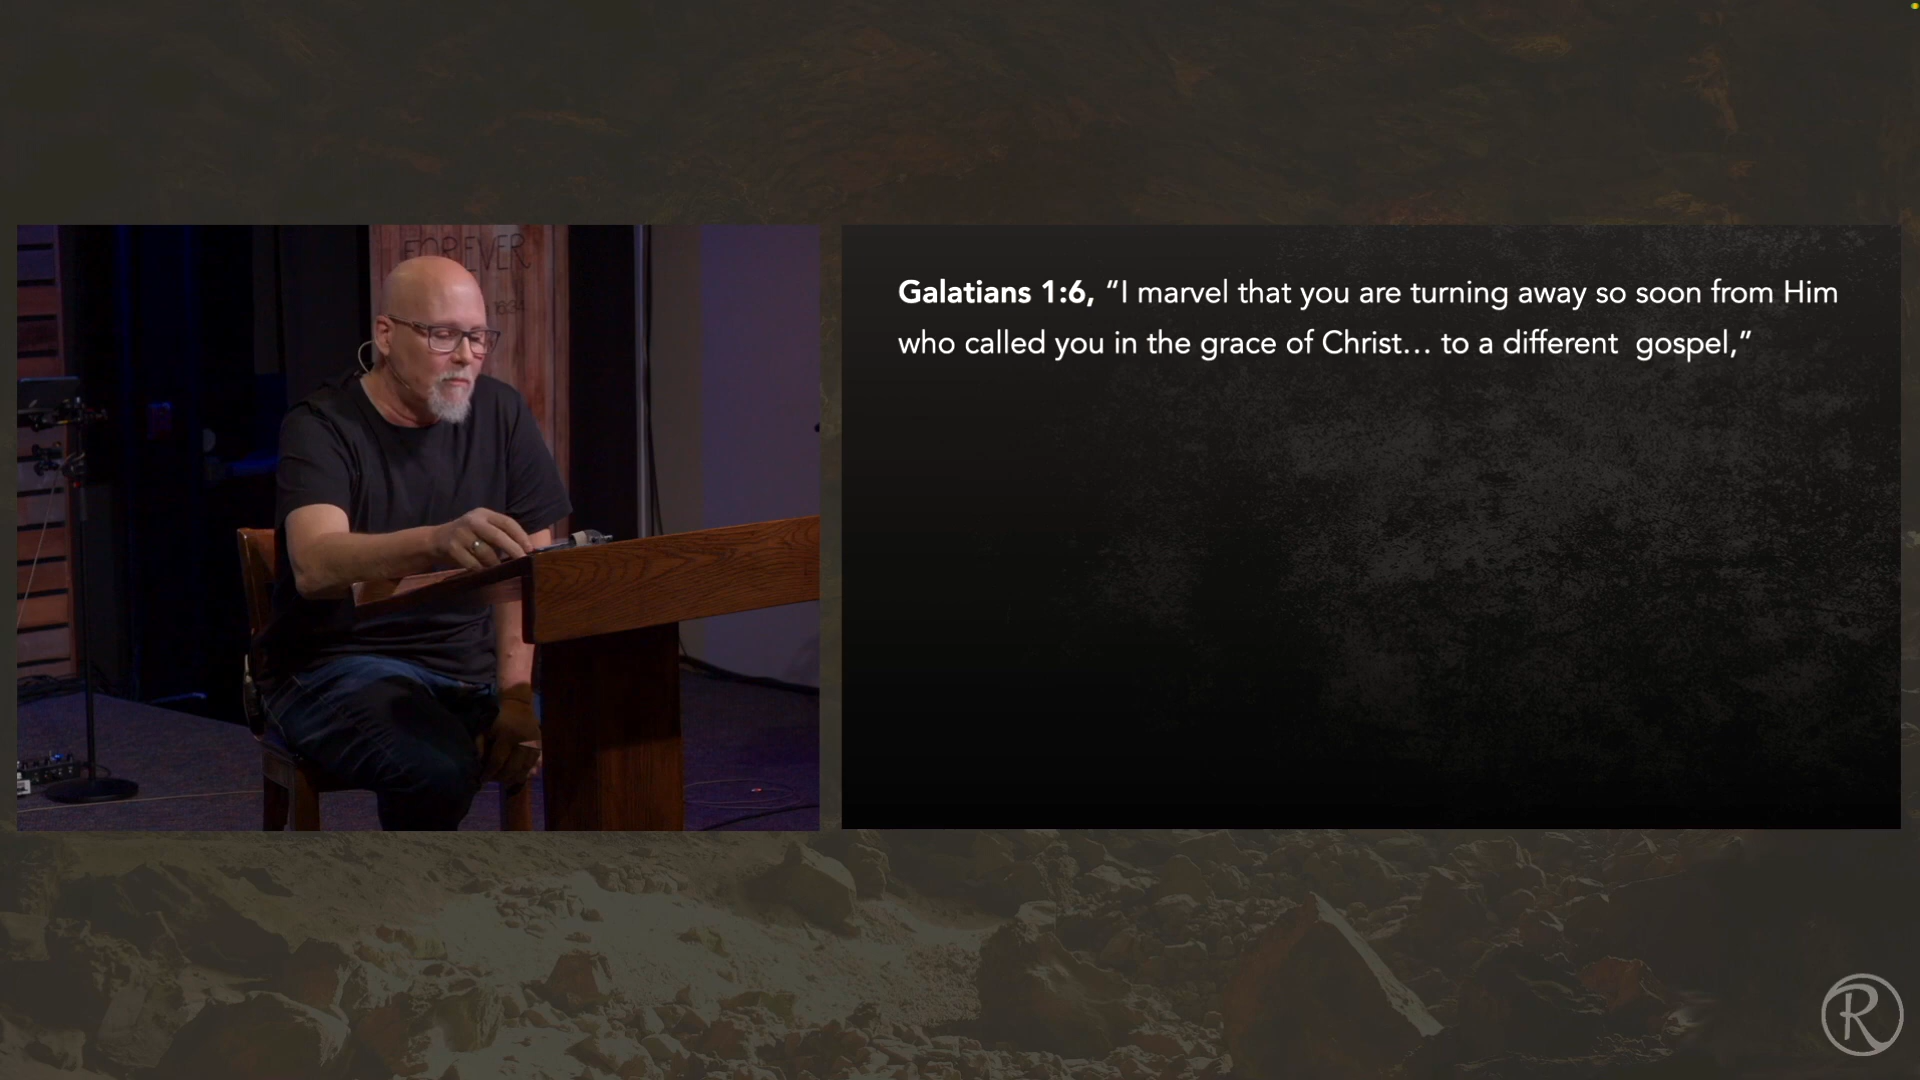 FOREVER
1634
Galatians 1:6, “I marvel that you are turning away so soon from Him
who called you in the grace of Christ… to a different  gospel,”
R